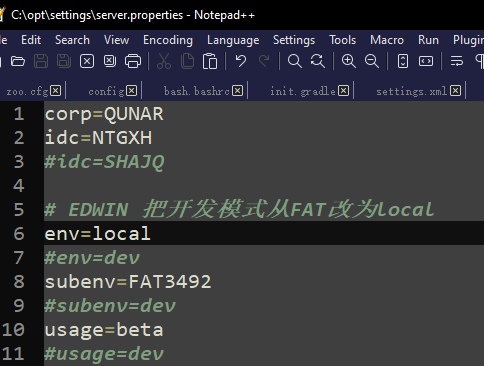 C:\opt\settings\server.properties - Notepad++
le Edit Search View Encoding Language Settings Tools Macro Run Plugin
zoo.cfg config bash.bashrc init.gradle settings.xml
1 corp=QUNAR
2 idc=NTGXH
3 #idc=SHAJQ
4
5 # EDWIN 把开发模式从FAT改为local
6 env=local
7 #env=dev
8 subenv=FAT3492
9 #subenv=dev
10 usage=beta
11 #usage=dev